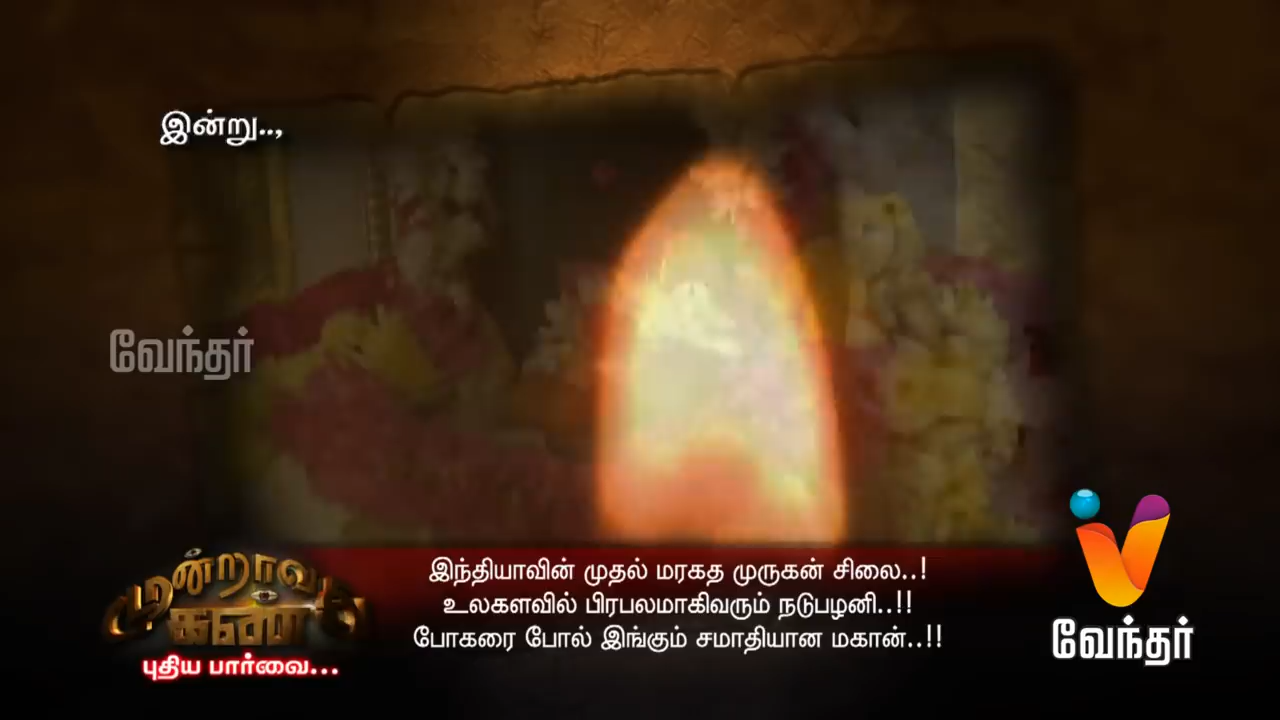 இன்று..,
வேந்தர்
மூன்றாவது
கண்
புதிய பார்வை...
இந்தியாவின் முதல் மரகத முருகன் சிலை..!
உலகளவில் பிரபலமாகிவரும் நடுபழனி..!!
போகரை போல் இங்கும் சமாதியான மகான்..!!
வேந்தர்